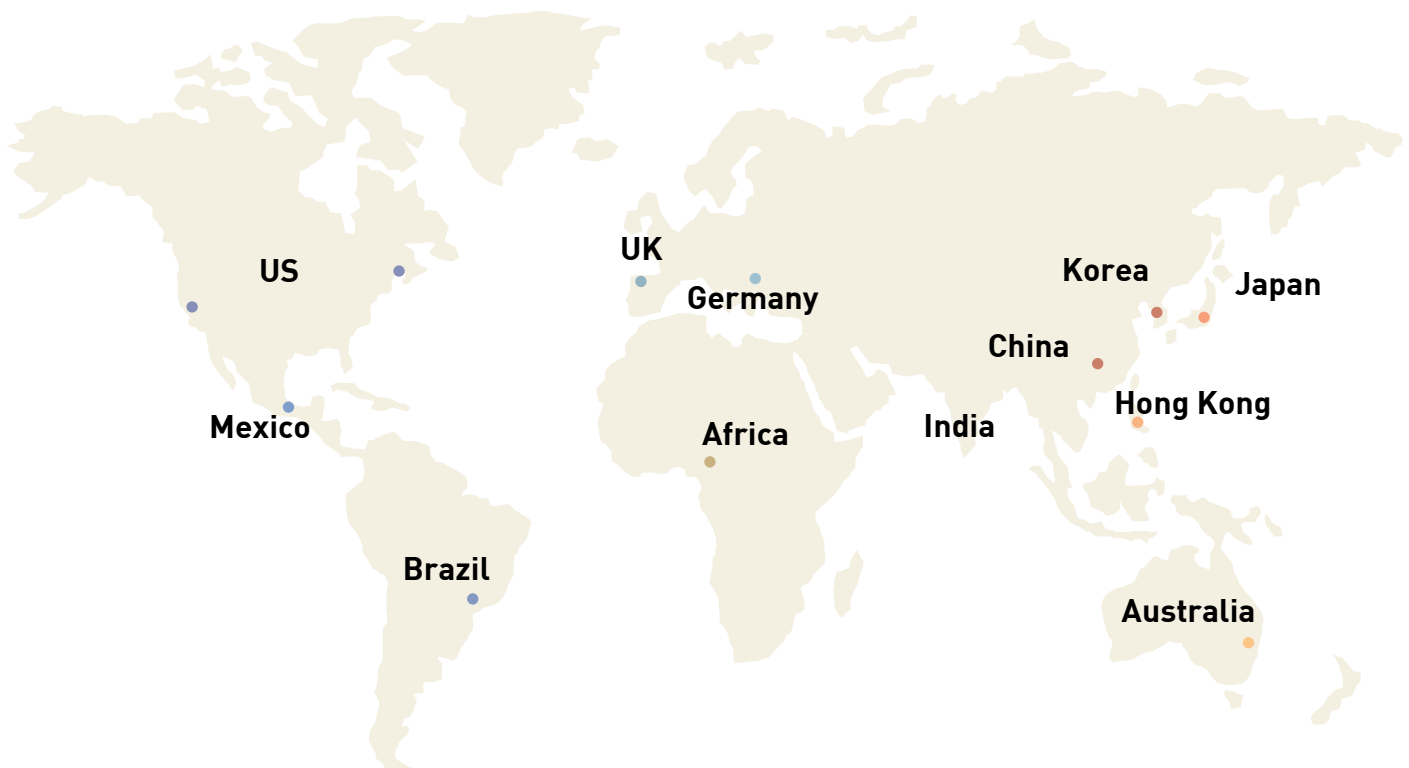 UK
US
Korea
Japan
Germany
China
Hong Kong
Mexico
India
Africa
Brazil
Australia